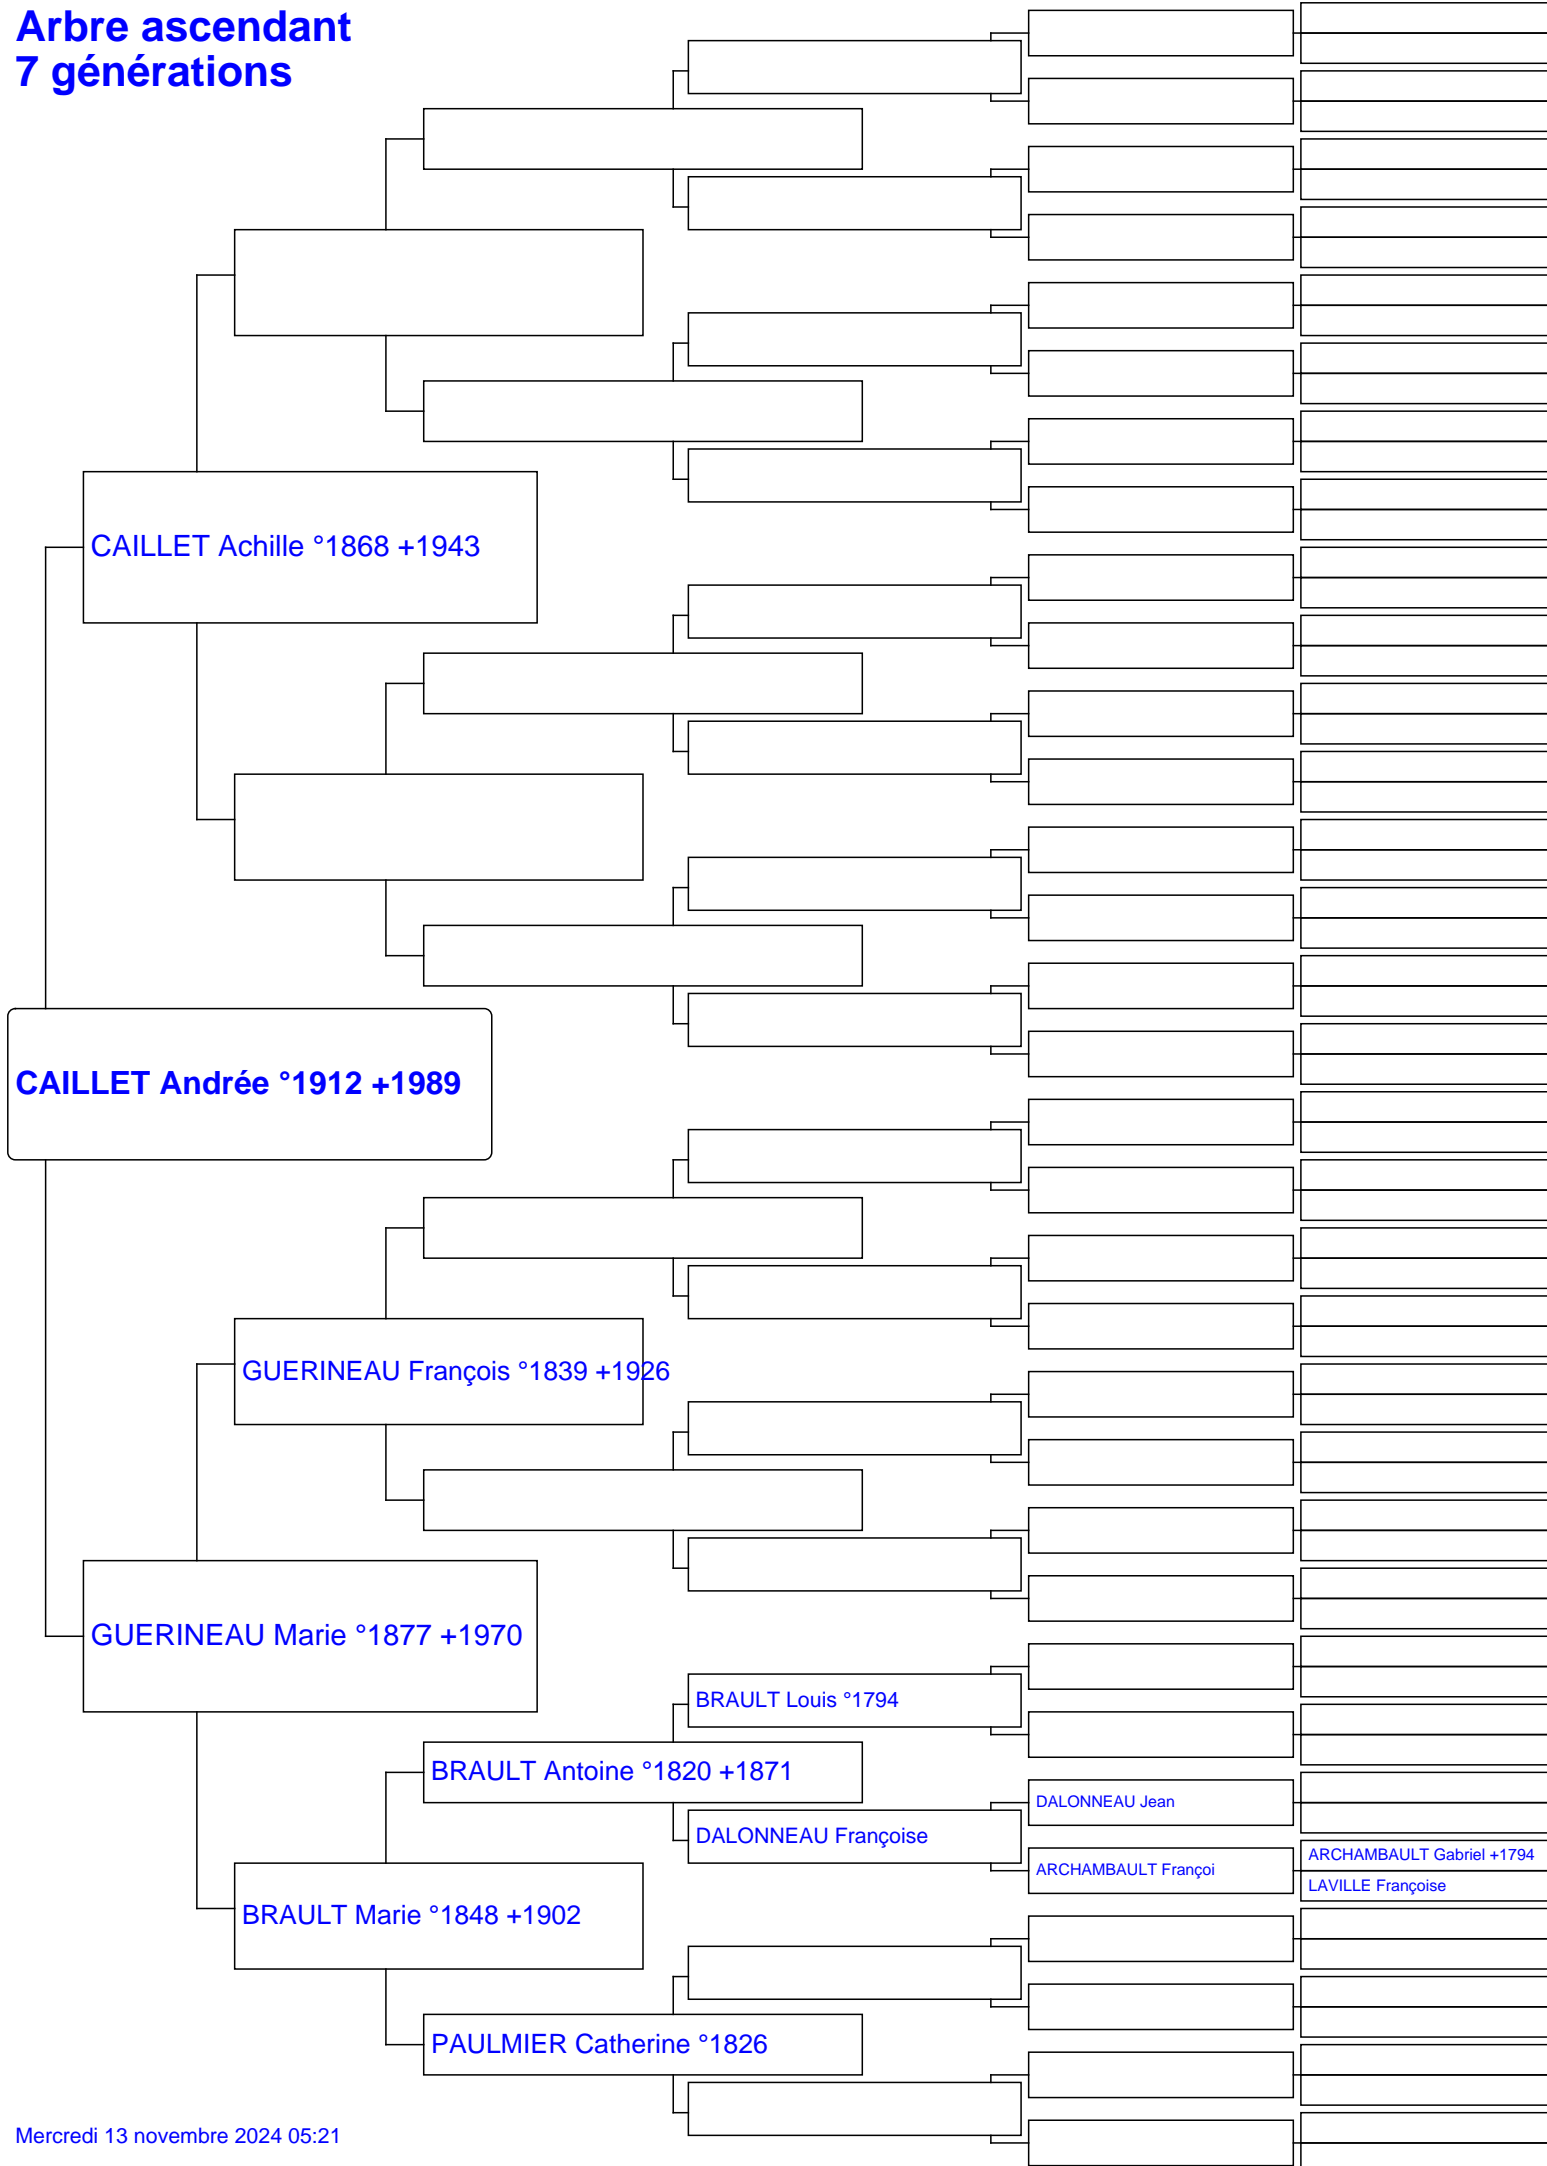 Arbre ascendant
7 générations
CAILLET Achille °1868 +1943
CAILLET Andrée °1912 +1989
GUERINEAU François °1839 +1926
GUERINEAU Marie °1877 +1970
BRAULT Louis °1794
BRAULT Antoine °1820 +1871
DALONNEAU Jean
DALONNEAU Françoise
ARCHAMBAULT Gabriel +1794
ARCHAMBAULT Françoi
LAVILLE Françoise
BRAULT Marie °1848 +1902
PAULMIER Catherine °1826
Mercredi 13 novembre 2024 05:21